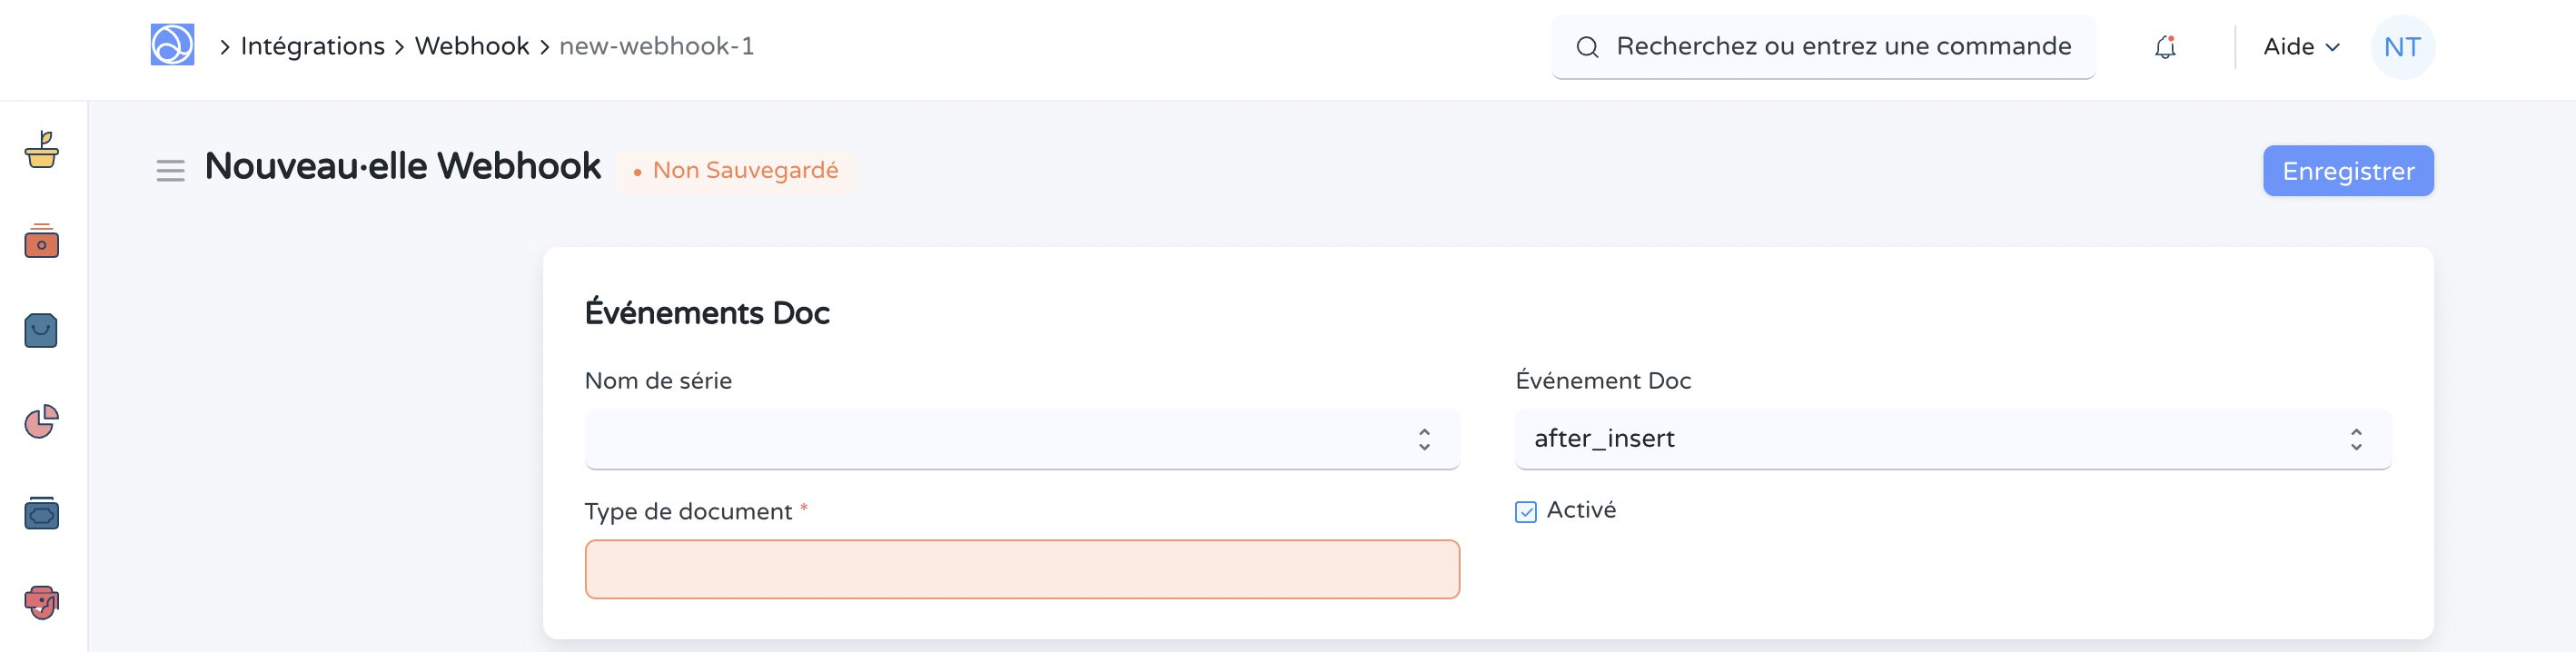 Intégrations > Webhook > new-webhook-1
Recherchez ou entrez une commande
Aide
NT
Nouveau·elle Webhook
• Non Sauvegardé
Enregistrer
Événements Doc
Nom de série
Événement Doc
after_insert
Type de document *
Activé